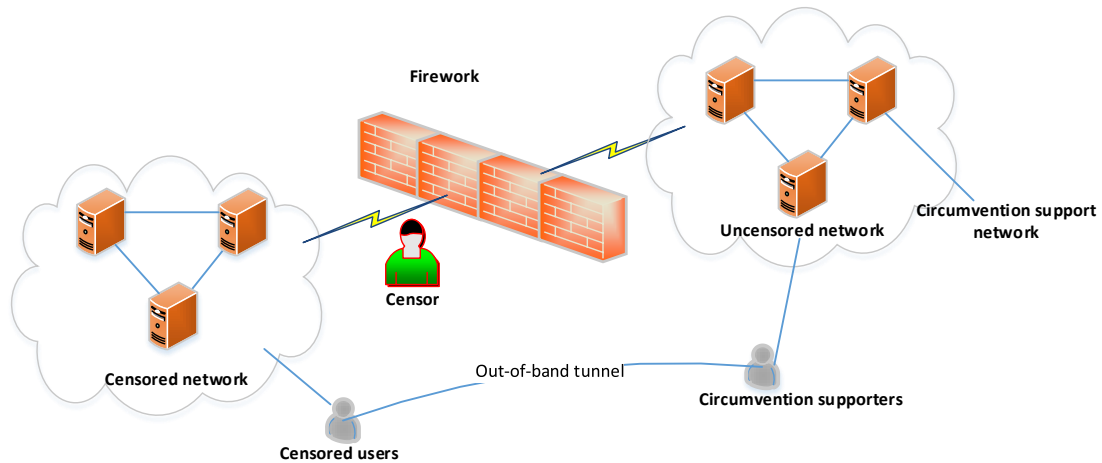 Firework
Circumvention support
network
Uncensored network
Censor
Out-of-band tunnel
Censored network
Circumvention supporters
Censored users